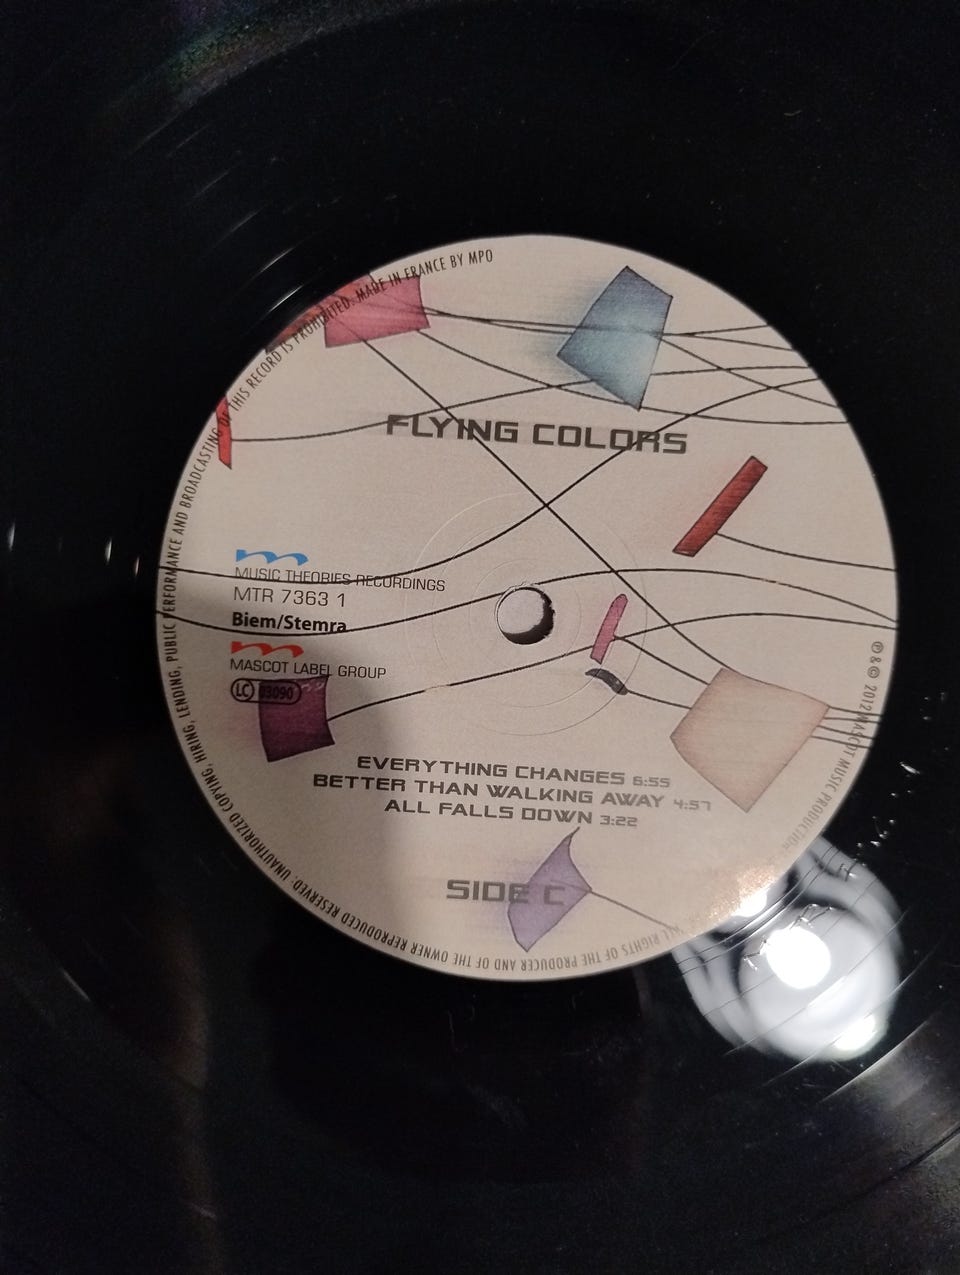 FLYING COLORS
MUSIC THEORIES RECORDINGS
MTR 7363 1
Biem/Stemra
MASCOT LABEL GROUP
LC 03090
EVERYTHING CHANGES 6:55
BETTER THAN WALKING AWAY 4:57
ALL FALLS DOWN 3:22
SIDE C
ALL RIGHTS OF THE PRODUCER AND OF THE OWNER REPRODUCED RESERVED. UNAUTHORIZED COPYING, HIRING, LENDING, PUBLIC PERFORMANCE AND BROADCASTING OF THIS RECORD IS PROHIBITED. MADE IN FRANCE BY MPO
℗ & © 2012 MASCOT MUSIC PRODUCTION